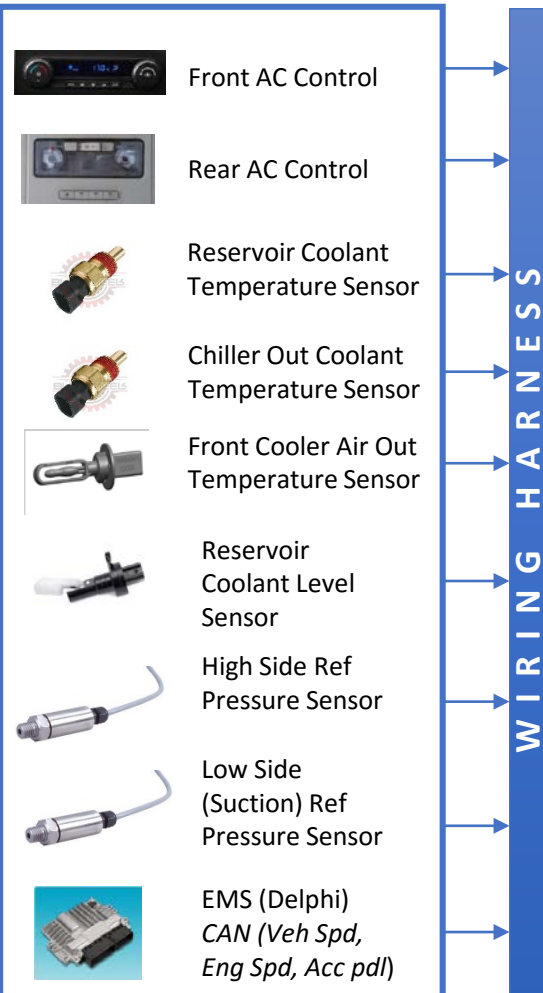 Front AC Control
Rear AC Control
Reservoir Coolant
Temperature Sensor
Chiller Out Coolant
Temperature Sensor
Front Cooler Air Out
Temperature Sensor
Reservoir
Coolant Level
Sensor
High Side Ref
Pressure Sensor
Low Side
(Suction) Ref
Pressure Sensor
EMS (Delphi)
CAN (Veh Spd,
Eng Spd, Acc pdl)
WIRING HARNESS